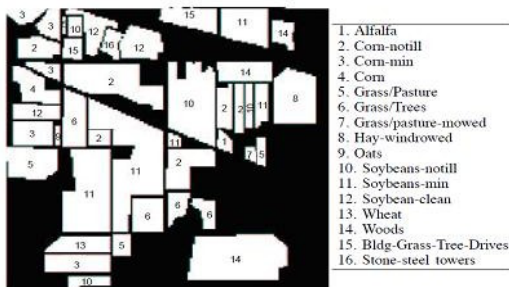 3 3 10 12 15 11 14
2 15 16 12
3 2 10 14 8
4
12 6 2 2 10 11
3 9 2 11 1
5 2 7 5
11 11
6 6 6
13 5 14
3
10
1. Alfalfa
2. Corn-notill
3. Corn-min
4. Corn
5. Grass/Pasture
6. Grass/Trees
7. Grass/pasture-mowed
8. Hay-windrowed
9. Oats
10. Soybeans-notill
11. Soybeans-min
12. Soybean-clean
13. Wheat
14. Woods
15. Bldg-Grass-Tree-Drives
16. Stone-steel towers